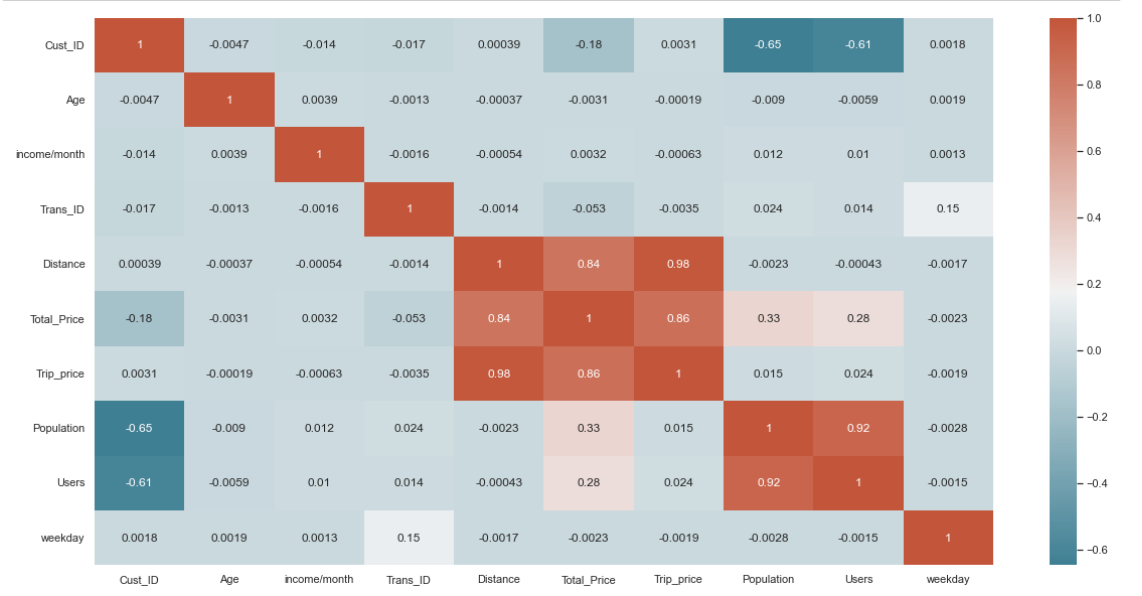 Cust_ID 1 -0.0047 -0.014 -0.017 0.00039 -0.18 0.0031 -0.65 -0.61 0.0018
Age -0.0047 1 0.0039 -0.0013 -0.00037 -0.0031 -0.00019 -0.009 -0.0059 0.0019
income/month -0.014 0.0039 1 -0.0016 -0.00054 0.0032 -0.00063 0.012 0.01 0.0013
Trans_ID -0.017 -0.0013 -0.0016 1 -0.0014 -0.053 -0.0035 0.024 0.014 0.15
Distance 0.00039 -0.00037 -0.00054 -0.0014 1 0.84 0.98 -0.0023 -0.00043 -0.0017
Total_Price -0.18 -0.0031 0.0032 -0.053 0.84 1 0.86 0.33 0.28 -0.0023
Trip_price 0.0031 -0.00019 -0.00063 -0.0035 0.98 0.86 1 0.015 0.024 -0.0019
Population -0.65 -0.009 0.012 0.024 -0.0023 0.33 0.015 1 0.92 -0.0028
Users -0.61 -0.0059 0.01 0.014 -0.00043 0.28 0.024 0.92 1 -0.0015
weekday 0.0018 0.0019 0.0013 0.15 -0.0017 -0.0023 -0.0019 -0.0028 -0.0015 1
Cust_ID Age income/month Trans_ID Distance Total_Price Trip_price Population Users weekday
1.0
0.8
0.6
0.4
0.2
0.0
-0.2
-0.4
-0.6